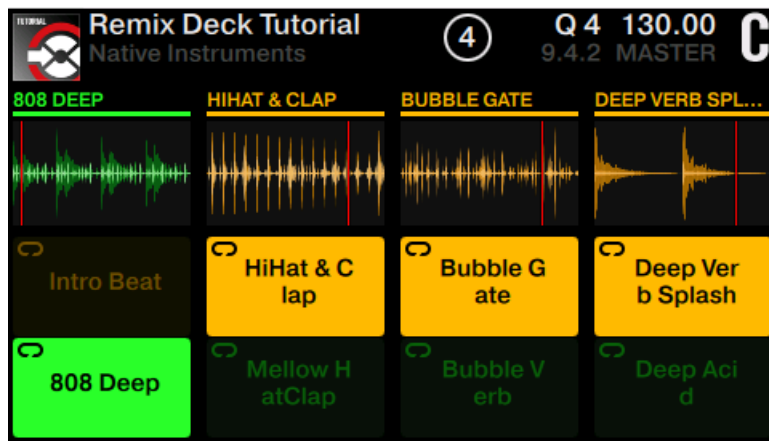 TUTORIAL
Remix Deck Tutorial
4
Q 4 130.00
C
Native Instruments
9.4.2 MASTER
808 DEEP
HIHAT & CLAP
BUBBLE GATE
DEEP VERB SPL...
Intro Beat
HiHat & C
lap
Bubble G
ate
Deep Ver
b Splash
808 Deep
Mellow H
atClap
Bubble V
erb
Deep Aci
d